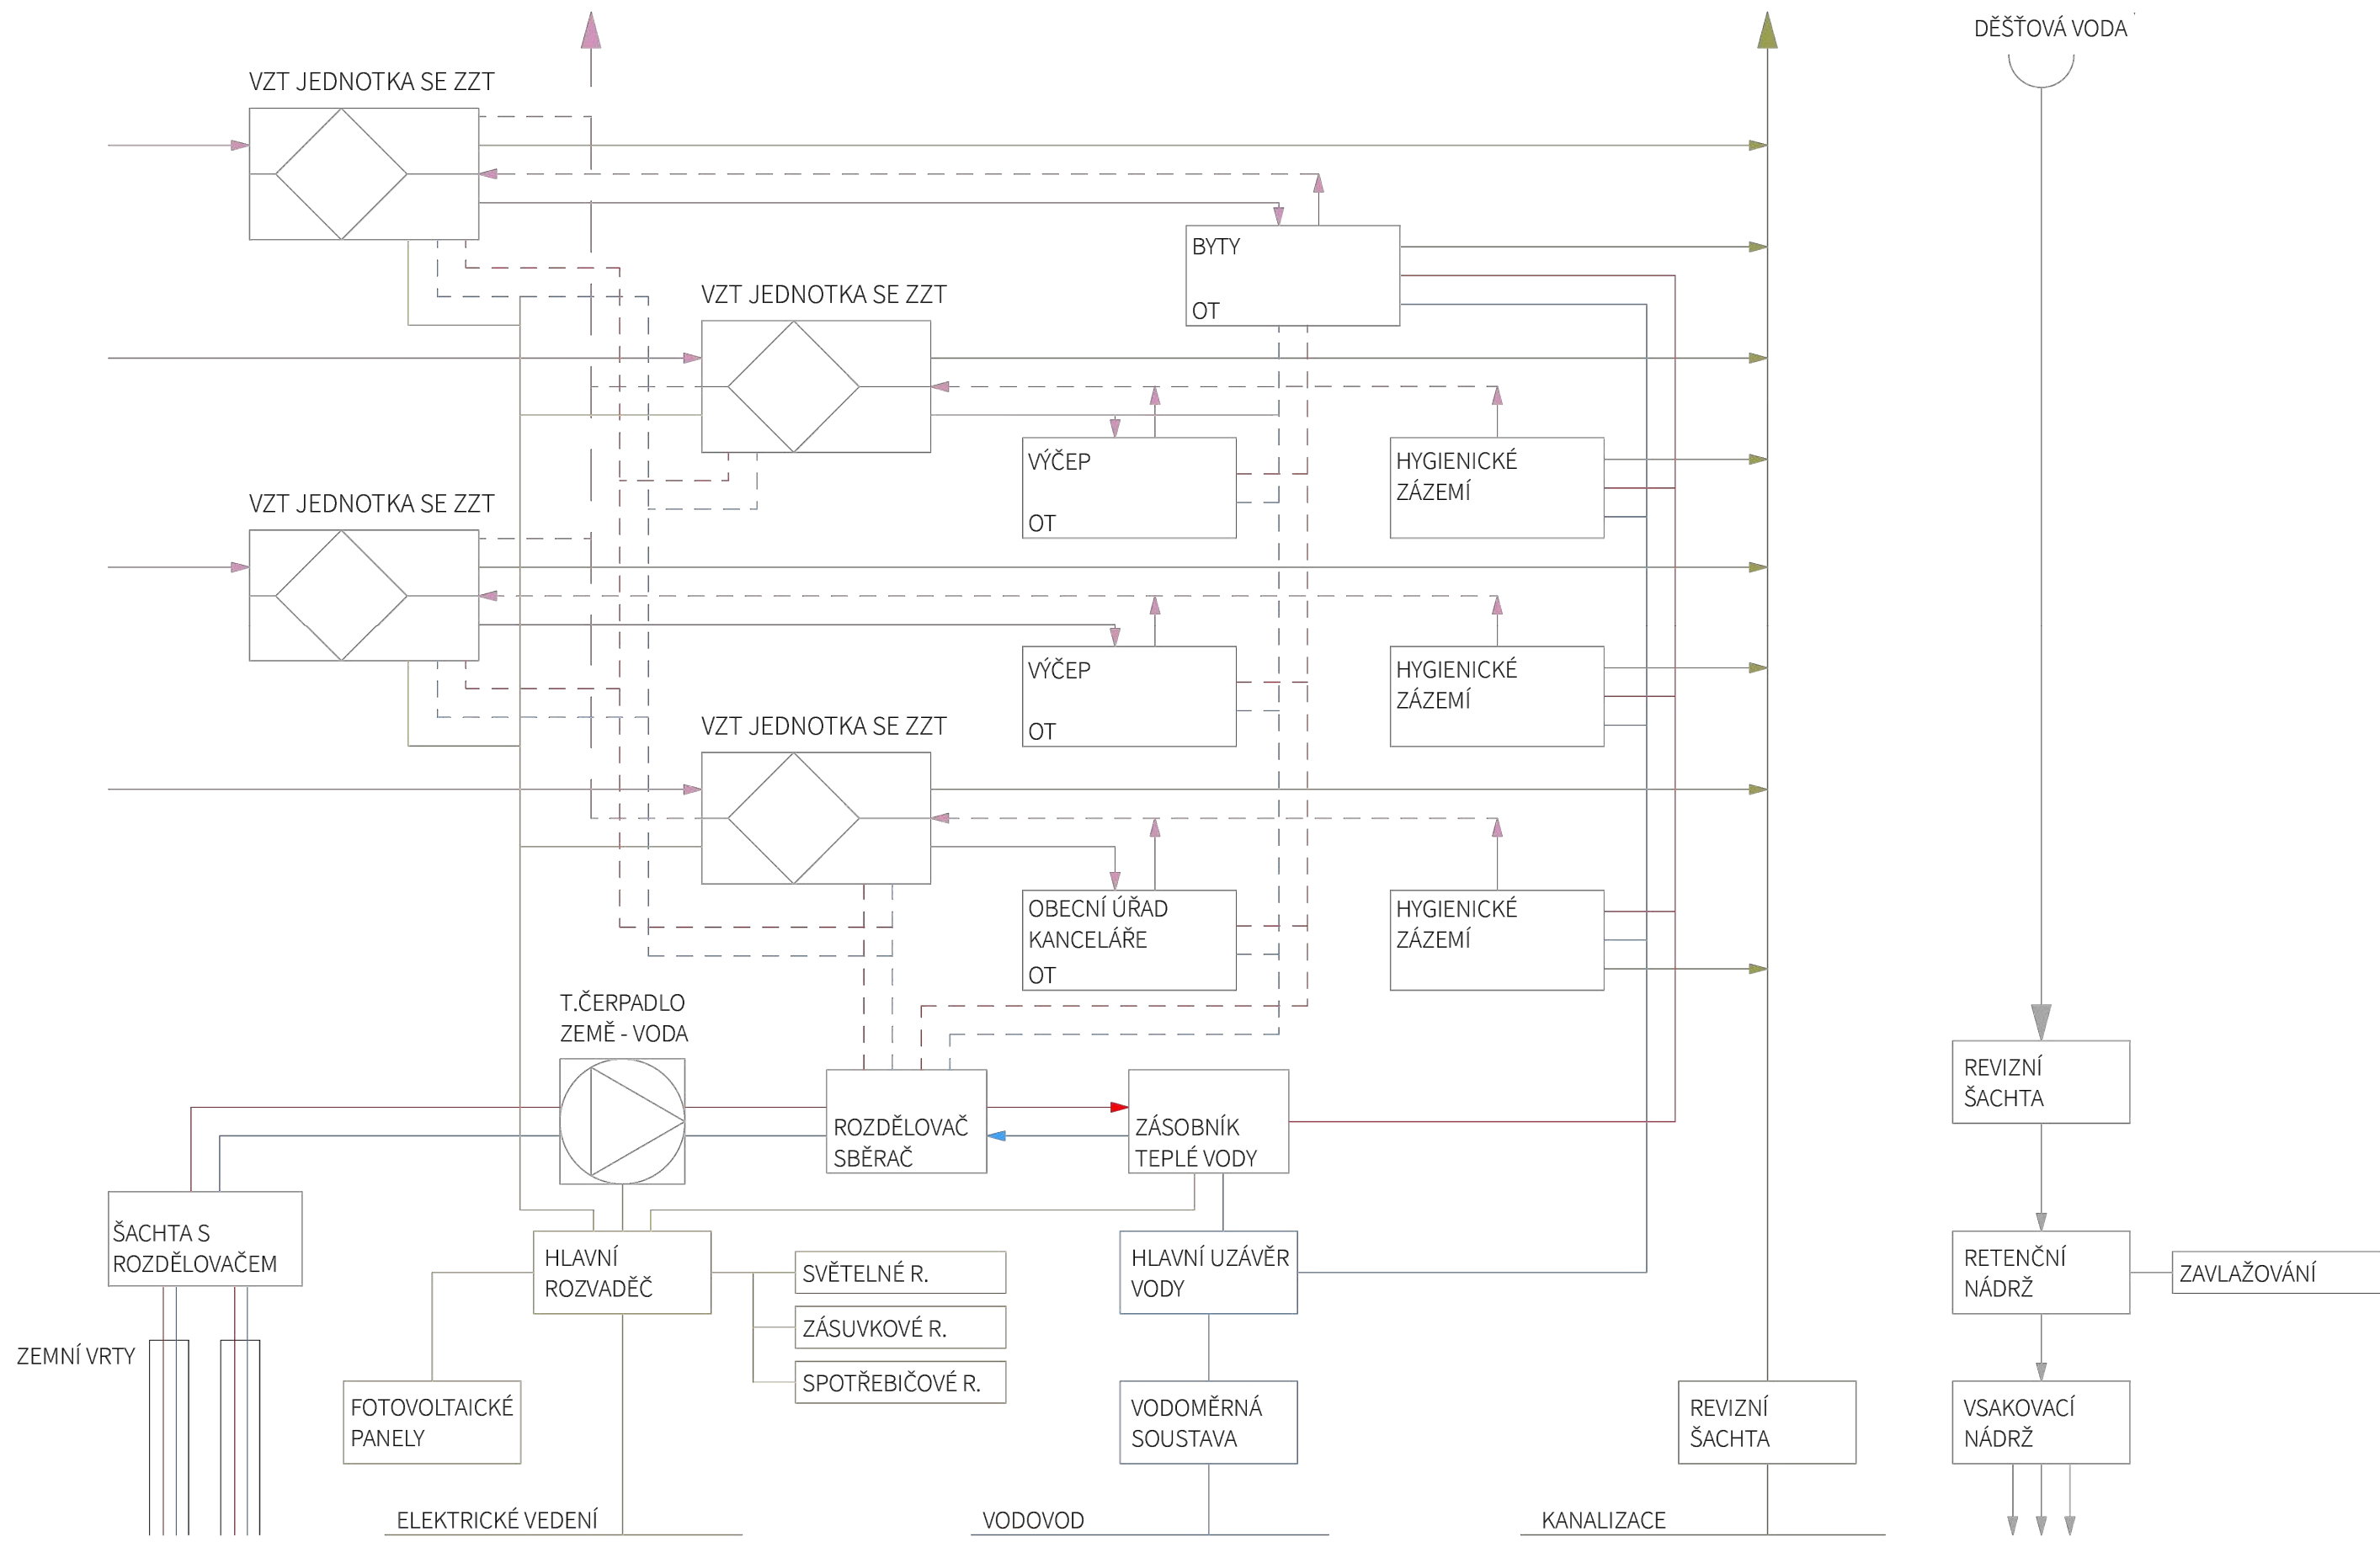 DĚŠŤOVÁ VODA
VZT JEDNOTKA SE ZZT
BYTY
OT
VZT JEDNOTKA SE ZZT
VÝČEP
OT
HYGIENICKÉ
ZÁZEMÍ
VZT JEDNOTKA SE ZZT
VÝČEP
OT
HYGIENICKÉ
ZÁZEMÍ
VZT JEDNOTKA SE ZZT
OBECNÍ ÚŘAD
KANCELÁŘE
OT
HYGIENICKÉ
ZÁZEMÍ
T.ČERPADLO
ZEMĚ - VODA
ROZDĚLOVAČ
SBĚRAČ
ZÁSOBNÍK
TEPLÉ VODY
REVIZNÍ
ŠACHTA
ŠACHTA S
ROZDĚLOVAČEM
HLAVNÍ
ROZVADĚČ
SVĚTELNÉ R.
ZÁSUVKOVÉ R.
SPOTŘEBIČOVÉ R.
HLAVNÍ UZÁVĚR
VODY
RETENČNÍ
NÁDRŽ
ZAVLAŽOVÁNÍ
ZEMNÍ VRTY
FOTOVOLTAICKÉ
PANELY
VODOMĚRNÁ
SOUSTAVA
REVIZNÍ
ŠACHTA
VSAKOVACÍ
NÁDRŽ
ELEKTRICKÉ VEDENÍ
VODOVOD
KANALIZACE